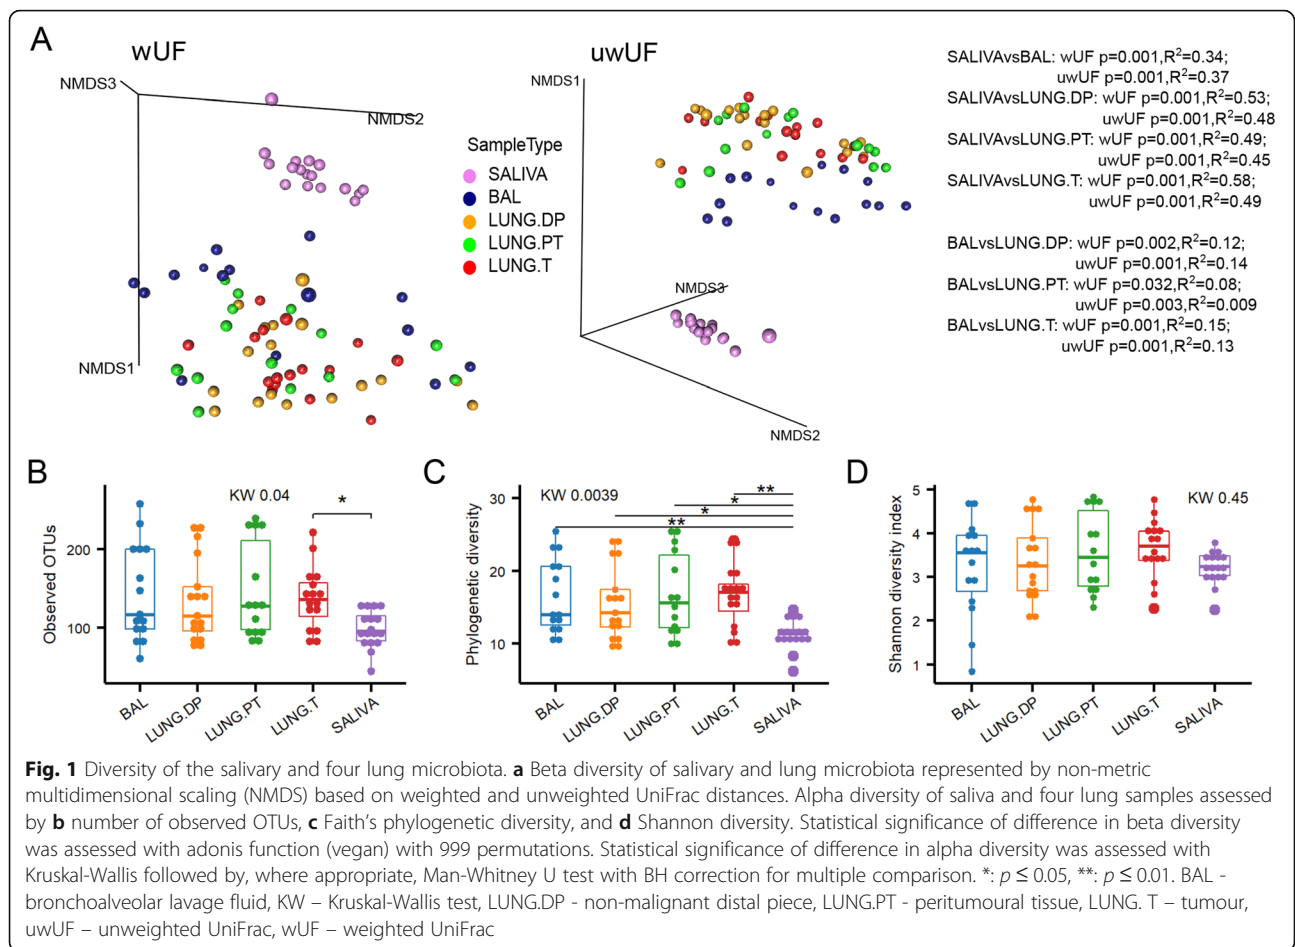 A
wUF
NMDS3
NMDS2
NMDS1
SampleType
SALIVA
BAL
LUNG.DP
LUNG.PT
LUNG.T
uwUF
NMDS1
NMDS3
NMDS2
SALIVAvsBAL: wUF p=0.001,R²=0.34;
uwUF p=0.001,R²=0.37
SALIVAvsLUNG.DP: wUF p=0.001,R²=0.53;
uwUF p=0.001,R²=0.48
SALIVAvsLUNG.PT: wUF p=0.001,R²=0.49;
uwUF p=0.001,R²=0.45
SALIVAvsLUNG.T: wUF p=0.001,R²=0.58;
uwUF p=0.001,R²=0.49
BALvsLUNG.DP: wUF p=0.002,R²=0.12;
uwUF p=0.001,R²=0.14
BALvsLUNG.PT: wUF p=0.032,R²=0.08;
uwUF p=0.003,R²=0.009
BALvsLUNG.T: wUF p=0.001,R²=0.15;
uwUF p=0.001,R²=0.13
B
KW 0.04
*
Observed OTUs
200
100
BAL
LUNG.DP
LUNG.PT
LUNG.T
SALIVA
C
KW 0.0039
**
*
*
**
Phylogenetic diversity
30
20
10
BAL
LUNG.DP
LUNG.PT
LUNG.T
SALIVA
D
KW 0.45
Shannon diversity index
5
4
3
2
1
BAL
LUNG.DP
LUNG.PT
LUNG.T
SALIVA
Fig. 1 Diversity of the salivary and four lung microbiota. a Beta diversity of salivary and lung microbiota represented by non-metric
multidimensional scaling (NMDS) based on weighted and unweighted UniFrac distances. Alpha diversity of saliva and four lung samples assessed
by b number of observed OTUs, c Faith's phylogenetic diversity, and d Shannon diversity. Statistical significance of difference in beta diversity
was assessed with adonis function (vegan) with 999 permutations. Statistical significance of difference in alpha diversity was assessed with
Kruskal-Wallis followed by, where appropriate, Man-Whitney U test with BH correction for multiple comparison. *: p ≤ 0.05, **: p ≤ 0.01. BAL -
bronchoalveolar lavage fluid, KW – Kruskal-Wallis test, LUNG.DP - non-malignant distal piece, LUNG.PT - peritumoural tissue, LUNG. T – tumour,
uwUF – unweighted UniFrac, wUF – weighted UniFrac